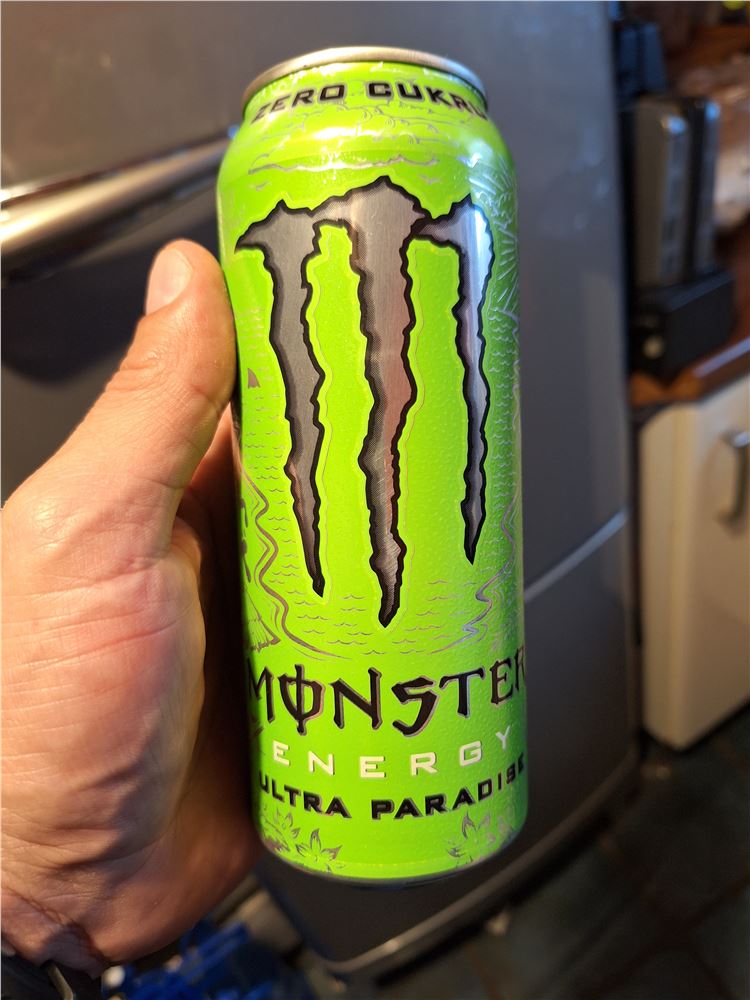 ZERO CUKRU
MONSTER
ENERGY
ULTRA PARADISE